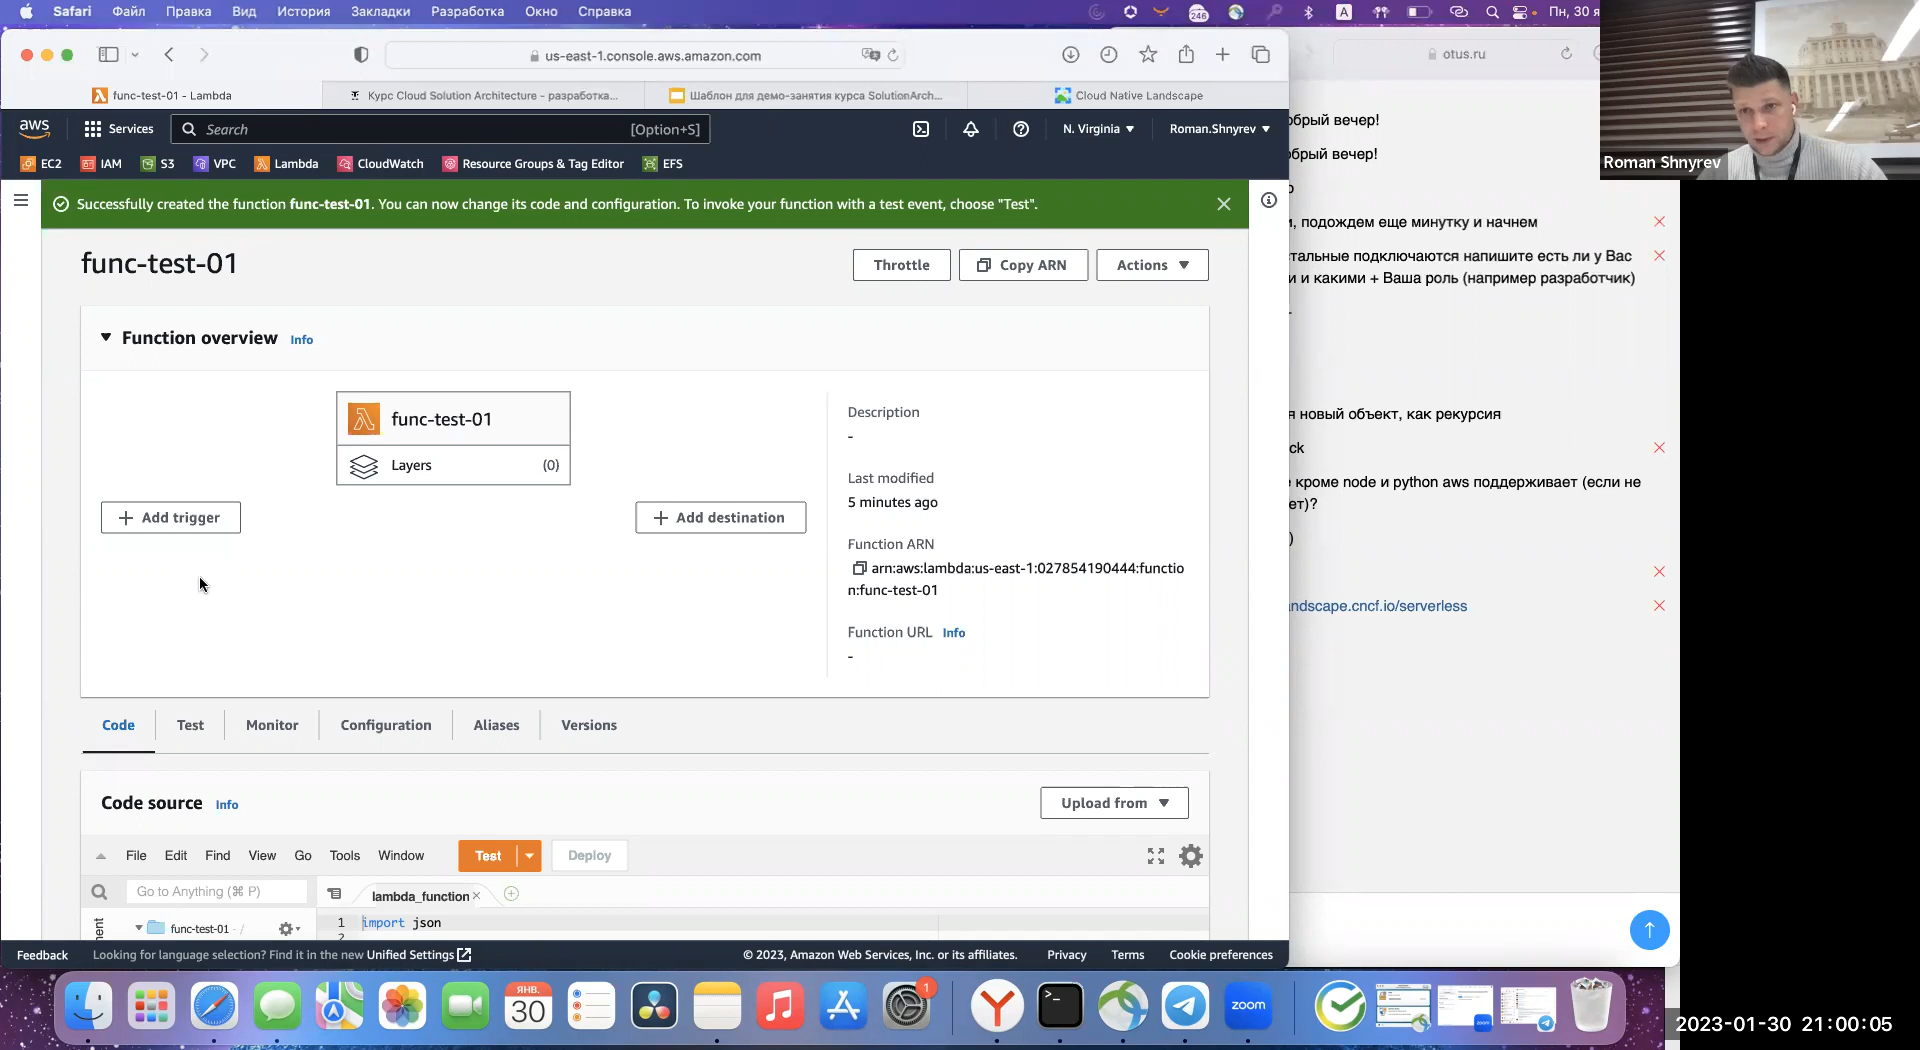 Safari Файл Правка Вид История Закладки Разработка Окно Справка
246
A
Пн, 30 я
us-east-1.console.aws.amazon.com
otus.ru
func-test-01 - Lambda
Курс Cloud Solution Architecture - разработка...
Шаблон для демо-занятия курса SolutionArch...
Cloud Native Landscape
aws Services Search [Option+S] N. Virginia Roman.Shnyrev
EC2 IAM S3 VPC Lambda CloudWatch Resource Groups & Tag Editor EFS
Successfully created the function func-test-01. You can now change its code and configuration. To invoke your function with a test event, choose "Test".
func-test-01
Throttle
Copy ARN
Actions
Function overview Info
func-test-01
Layers (0)
+ Add trigger
+ Add destination
Description
-
Last modified
5 minutes ago
Function ARN
arn:aws:lambda:us-east-1:027854190444:functio
n:func-test-01
Function URL Info
-
Code Test Monitor Configuration Aliases Versions
Code source Info
Upload from
File Edit Find View Go Tools Window Test Deploy
Go to Anything (⌘ P)
lambda_function
func-test-01 /
1 import json
2
Feedback Looking for language selection? Find it in the new Unified Settings
© 2023, Amazon Web Services, Inc. or its affiliates. Privacy Terms Cookie preferences
обрый вечер!
обрый вечер!
о
, подождем еще минутку и начнем
тальные подключаются напишите есть ли у Вас
и и какими + Ваша роль (например разработчик)
я новый объект, как рекурсия
ck
е кроме node и python aws поддерживает (если не
ет)?
)
andscape.cncf.io/serverless
Roman Shnyrev
ЯНВ.
30
1
zoom
2023-01-30 21:00:05